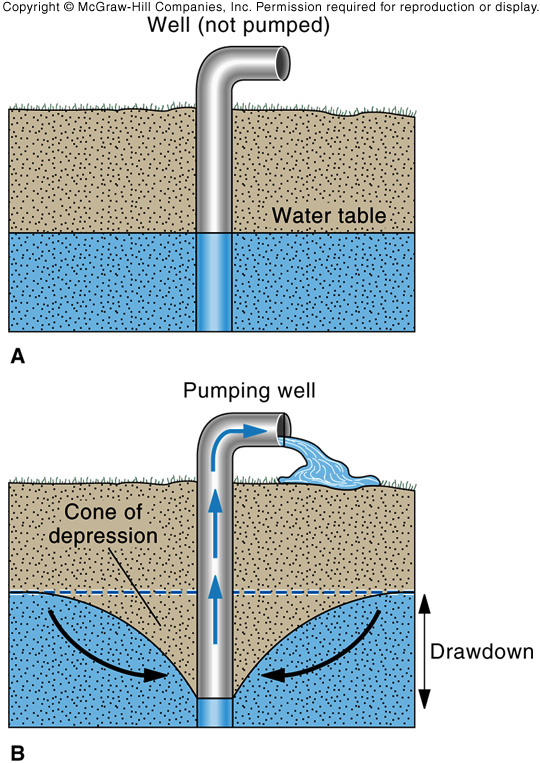 Copyright © McGraw-Hill Companies, Inc. Permission required for reproduction or display.
Well (not pumped)
Water table
A
Pumping well
Cone of
depression
Drawdown
B